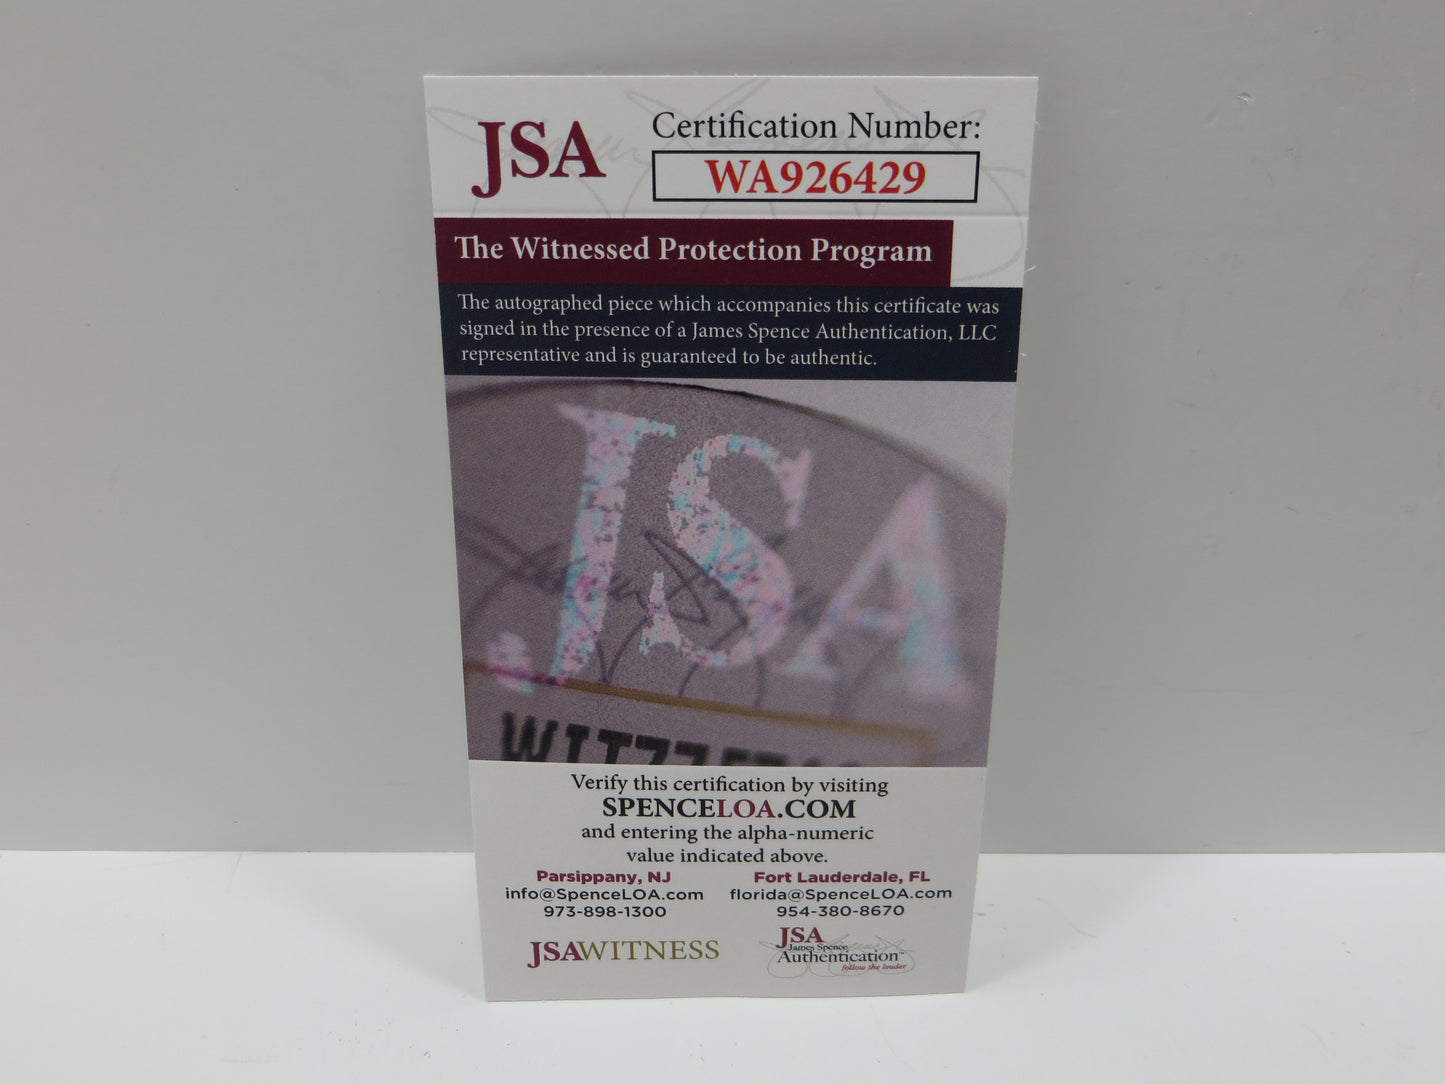 JSA
Certification Number:
WA926429
The Witnessed Protection Program
The autographed piece which accompanies this certificate was
signed in the presence of a James Spence Authentication, LLC
representative and is guaranteed to be authentic.
JSA
Verify this certification by visiting
SPENCELOA.COM
and entering the alpha-numeric
value indicated above.
Parsippany, NJ
info@SpenceLOA.com
973-898-1300
Fort Lauderdale, FL
florida@SpenceLOA.com
954-380-8670
JSAWITNESS
JSA
James Spence
Authentication™
follow the leader